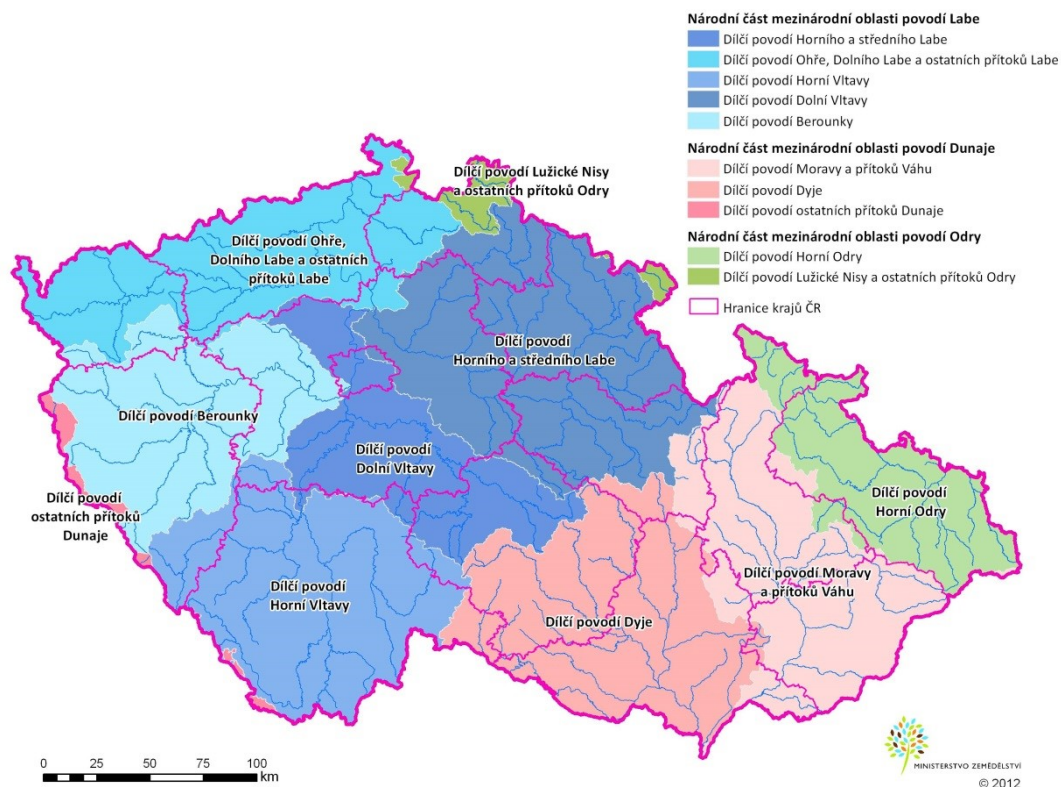 Národní část mezinárodní oblasti povodí Labe
Dílčí povodí Horního a středního Labe
Dílčí povodí Ohře, Dolního Labe a ostatních přítoků Labe
Dílčí povodí Horní Vltavy
Dílčí povodí Dolní Vltavy
Dílčí povodí Berounky
Národní část mezinárodní oblasti povodí Dunaje
Dílčí povodí Moravy a přítoků Váhu
Dílčí povodí Dyje
Dílčí povodí ostatních přítoků Dunaje
Národní část mezinárodní oblasti povodí Odry
Dílčí povodí Horní Odry
Dílčí povodí Lužické Nisy a ostatních přítoků Odry
Hranice krajů ČR
Dílčí povodí Lužické Nisy
a ostatních přítoků Odry
Dílčí povodí Ohře,
Dolního Labe a ostatních
přítoků Labe
Dílčí povodí
Horního a středního Labe
Dílčí povodí Berounky
Dílčí povodí
Dolní Vltavy
Dílčí povodí
ostatních přítoků
Dunaje
Dílčí povodí
Horní Odry
Dílčí povodí
Horní Vltavy
Dílčí povodí Moravy
a přítoků Váhu
Dílčí povodí Dyje
0 25 50 75 100
km
MINISTERSTVO ZEMĚDĚLSTVÍ
© 2012